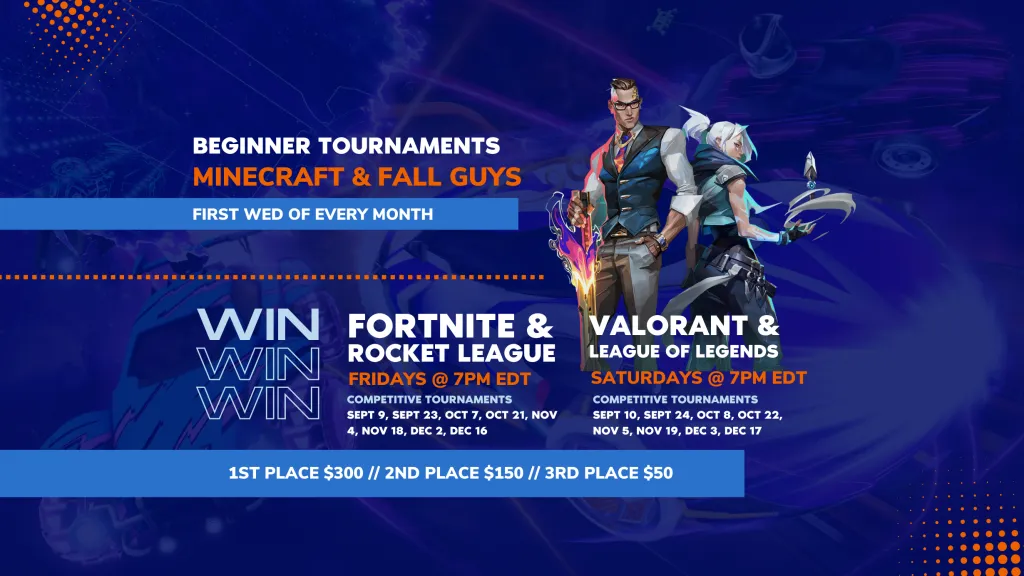 BEGINNER TOURNAMENTS
MINECRAFT & FALL GUYS
FIRST WED OF EVERY MONTH
WIN
WIN
WIN
FORTNITE &
ROCKET LEAGUE
FRIDAYS @ 7PM EDT
COMPETITIVE TOURNAMENTS
SEPT 9, SEPT 23, OCT 7, OCT 21, NOV
4, NOV 18, DEC 2, DEC 16
VALORANT &
LEAGUE OF LEGENDS
SATURDAYS @ 7PM EDT
COMPETITIVE TOURNAMENTS
SEPT 10, SEPT 24, OCT 8, OCT 22,
NOV 5, NOV 19, DEC 3, DEC 17
1ST PLACE $300 // 2ND PLACE $150 // 3RD PLACE $50